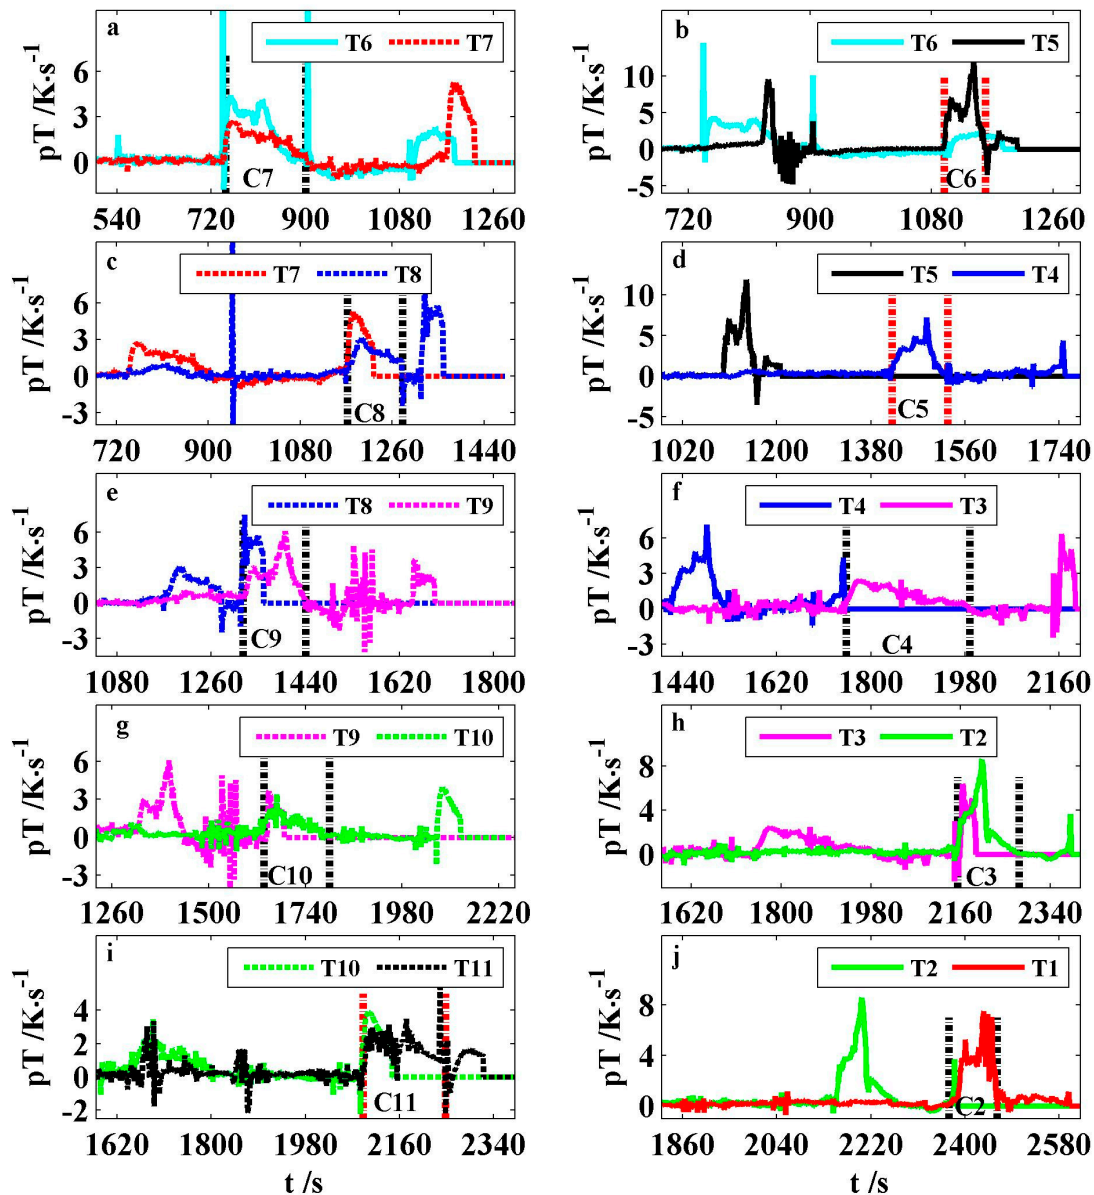 a
T6 T7
pT /K·s⁻¹
6
3
0
C7
540 720 900 1080 1260
b
T6 T5
pT /K·s⁻¹
10
5
0
-5
C6
720 900 1080 1260
c
T7 T8
pT /K·s⁻¹
6
3
0
-3
C8
720 900 1080 1260 1440
d
T5 T4
pT /K·s⁻¹
10
5
0
-5
C5
1020 1200 1380 1560 1740
e
T8 T9
pT /K·s⁻¹
6
3
0
-3
C9
1080 1260 1440 1620 1800
f
T4 T3
pT /K·s⁻¹
6
3
0
-3
C4
1440 1620 1800 1980 2160
g
T9 T10
pT /K·s⁻¹
6
3
0
-3
C10
1260 1500 1740 1980 2220
h
T3 T2
pT /K·s⁻¹
8
4
0
C3
1620 1800 1980 2160 2340
i
T10 T11
pT /K·s⁻¹
4
2
0
-2
C11
1620 1800 1980 2160 2340
t /s
j
T2 T1
pT /K·s⁻¹
8
4
0
C2
1860 2040 2220 2400 2580
t /s